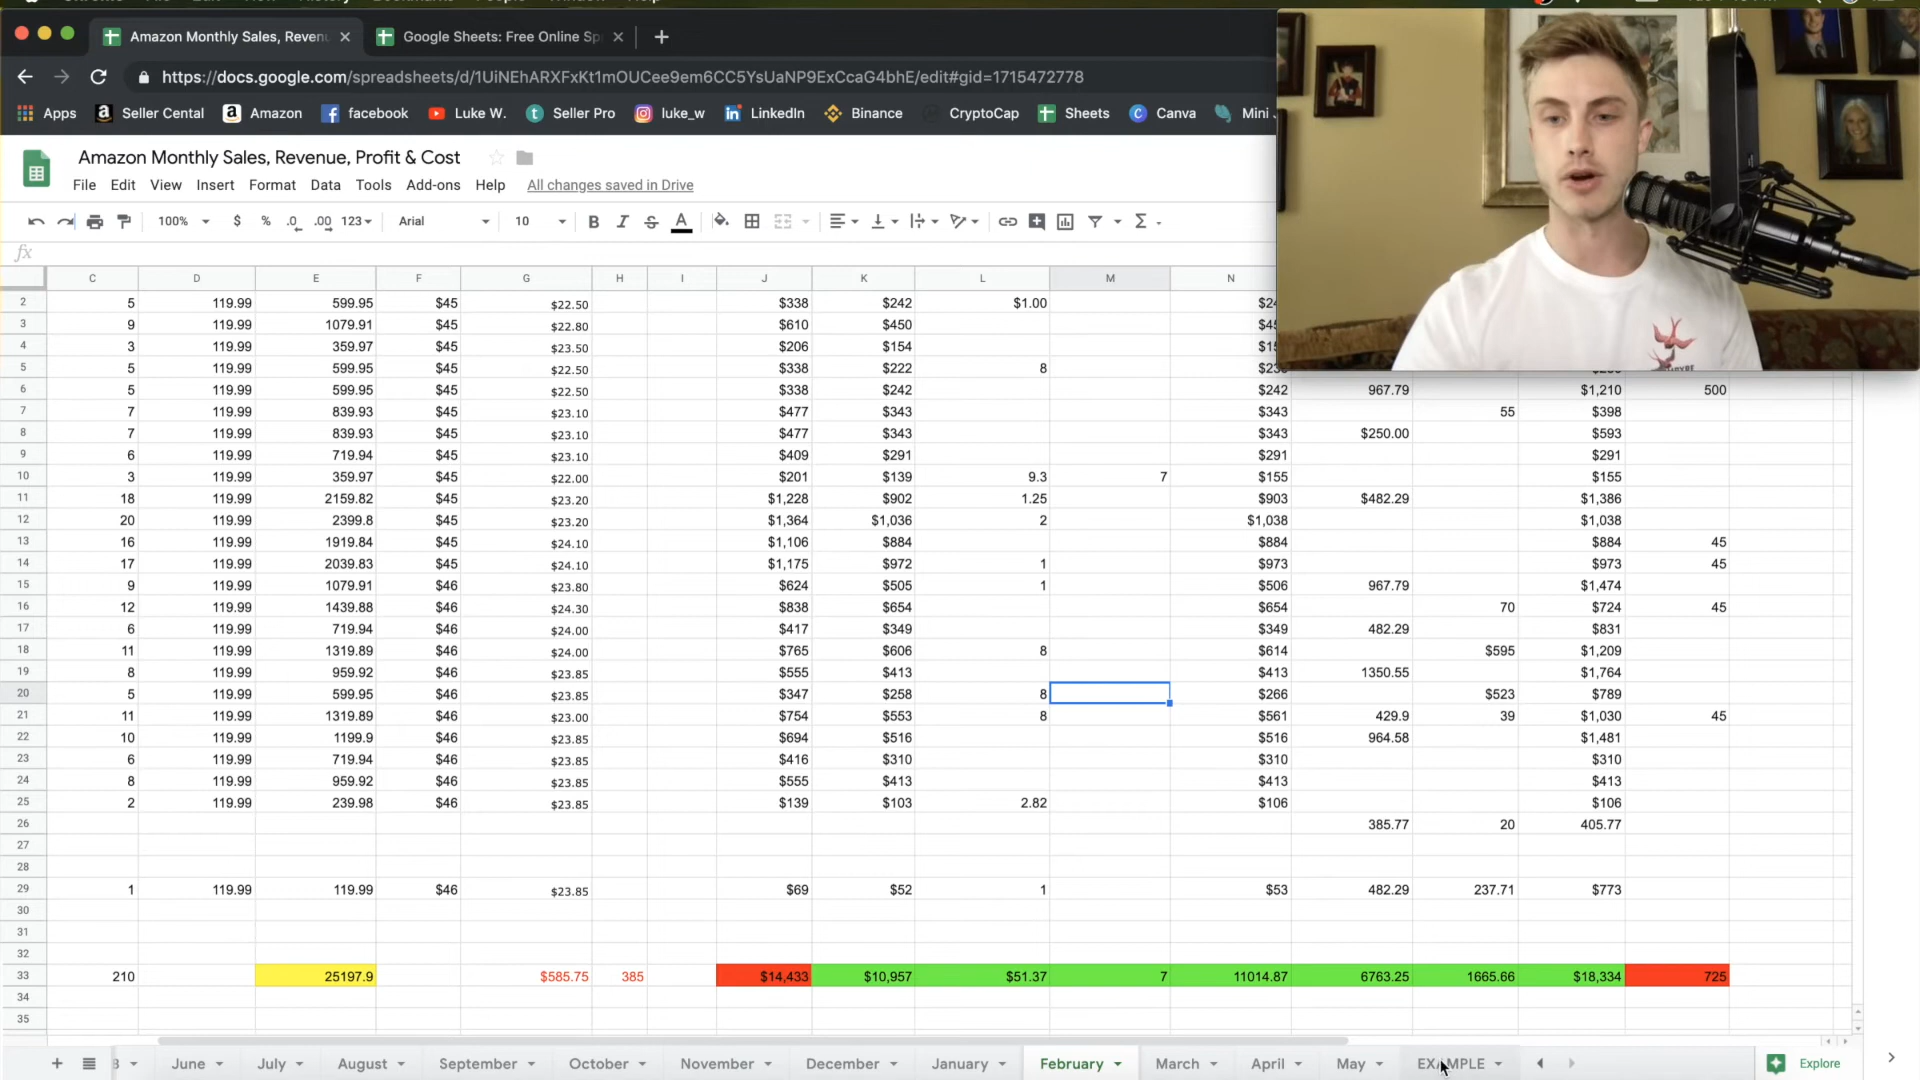 Amazon Monthly Sales, Reven
Google Sheets: Free Online Sp
https://docs.google.com/spreadsheets/d/1UiNEhARXFxKt1mOUCee9em6CC5YsUaNP9ExCcaG4bhE/edit#gid=1715472778
Apps Seller Cental Amazon facebook Luke W. Seller Pro luke_w LinkedIn Binance CryptoCap Sheets Canva Mini
Amazon Monthly Sales, Revenue, Profit & Cost
File Edit View Insert Format Data Tools Add-ons Help All changes saved in Drive
100% $ % .0 .00 123 Arial 10 B I S A
fx
C D E F G H I J K L M N
2 5 119.99 599.95 $45 $22.50 $338 $242 $1.00
3 9 119.99 1079.91 $45 $22.80 $610 $450
4 3 119.99 359.97 $45 $23.50 $206 $154
5 5 119.99 599.95 $45 $22.50 $338 $222 8
6 5 119.99 599.95 $45 $22.50 $338 $242 $242 967.79 $1,210 500
7 7 119.99 839.93 $45 $23.10 $477 $343 $343 55 $398
8 7 119.99 839.93 $45 $23.10 $477 $343 $343 $250.00 $593
9 6 119.99 719.94 $45 $23.10 $409 $291 $291 $291
10 3 119.99 359.97 $45 $22.00 $201 $139 9.3 7 $155 $155
11 18 119.99 2159.82 $45 $23.20 $1,228 $902 1.25 $903 $482.29 $1,386
12 20 119.99 2399.8 $45 $23.20 $1,364 $1,036 2 $1,038 $1,038
13 16 119.99 1919.84 $45 $24.10 $1,106 $884 $884 $884 45
14 17 119.99 2039.83 $45 $24.10 $1,175 $972 1 $973 $973 45
15 9 119.99 1079.91 $46 $23.80 $624 $505 1 $506 967.79 $1,474
16 12 119.99 1439.88 $46 $24.30 $838 $654 $654 70 $724 45
17 6 119.99 719.94 $46 $24.00 $417 $349 $349 482.29 $831
18 11 119.99 1319.89 $46 $24.00 $765 $606 8 $614 $595 $1,209
19 8 119.99 959.92 $46 $23.85 $555 $413 $413 1350.55 $1,764
20 5 119.99 599.95 $46 $23.85 $347 $258 8 $266 $523 $789
21 11 119.99 1319.89 $46 $23.00 $754 $553 8 $561 429.9 39 $1,030 45
22 10 119.99 1199.9 $46 $23.85 $694 $516 $516 964.58 $1,481
23 6 119.99 719.94 $46 $23.85 $416 $310 $310 $310
24 8 119.99 959.92 $46 $23.85 $555 $413 $413 $413
25 2 119.99 239.98 $46 $23.85 $139 $103 2.82 $106 $106
26 385.77 20 405.77
27
28
29 1 119.99 119.99 $46 $23.85 $69 $52 1 $53 482.29 237.71 $773
30
31
32
33 210 25197.9 $585.75 385 $14,433 $10,957 $51.37 7 11014.87 6763.25 1665.66 $18,334 725
34
35
June July August September October November December January February March April May EXAMPLE Explore